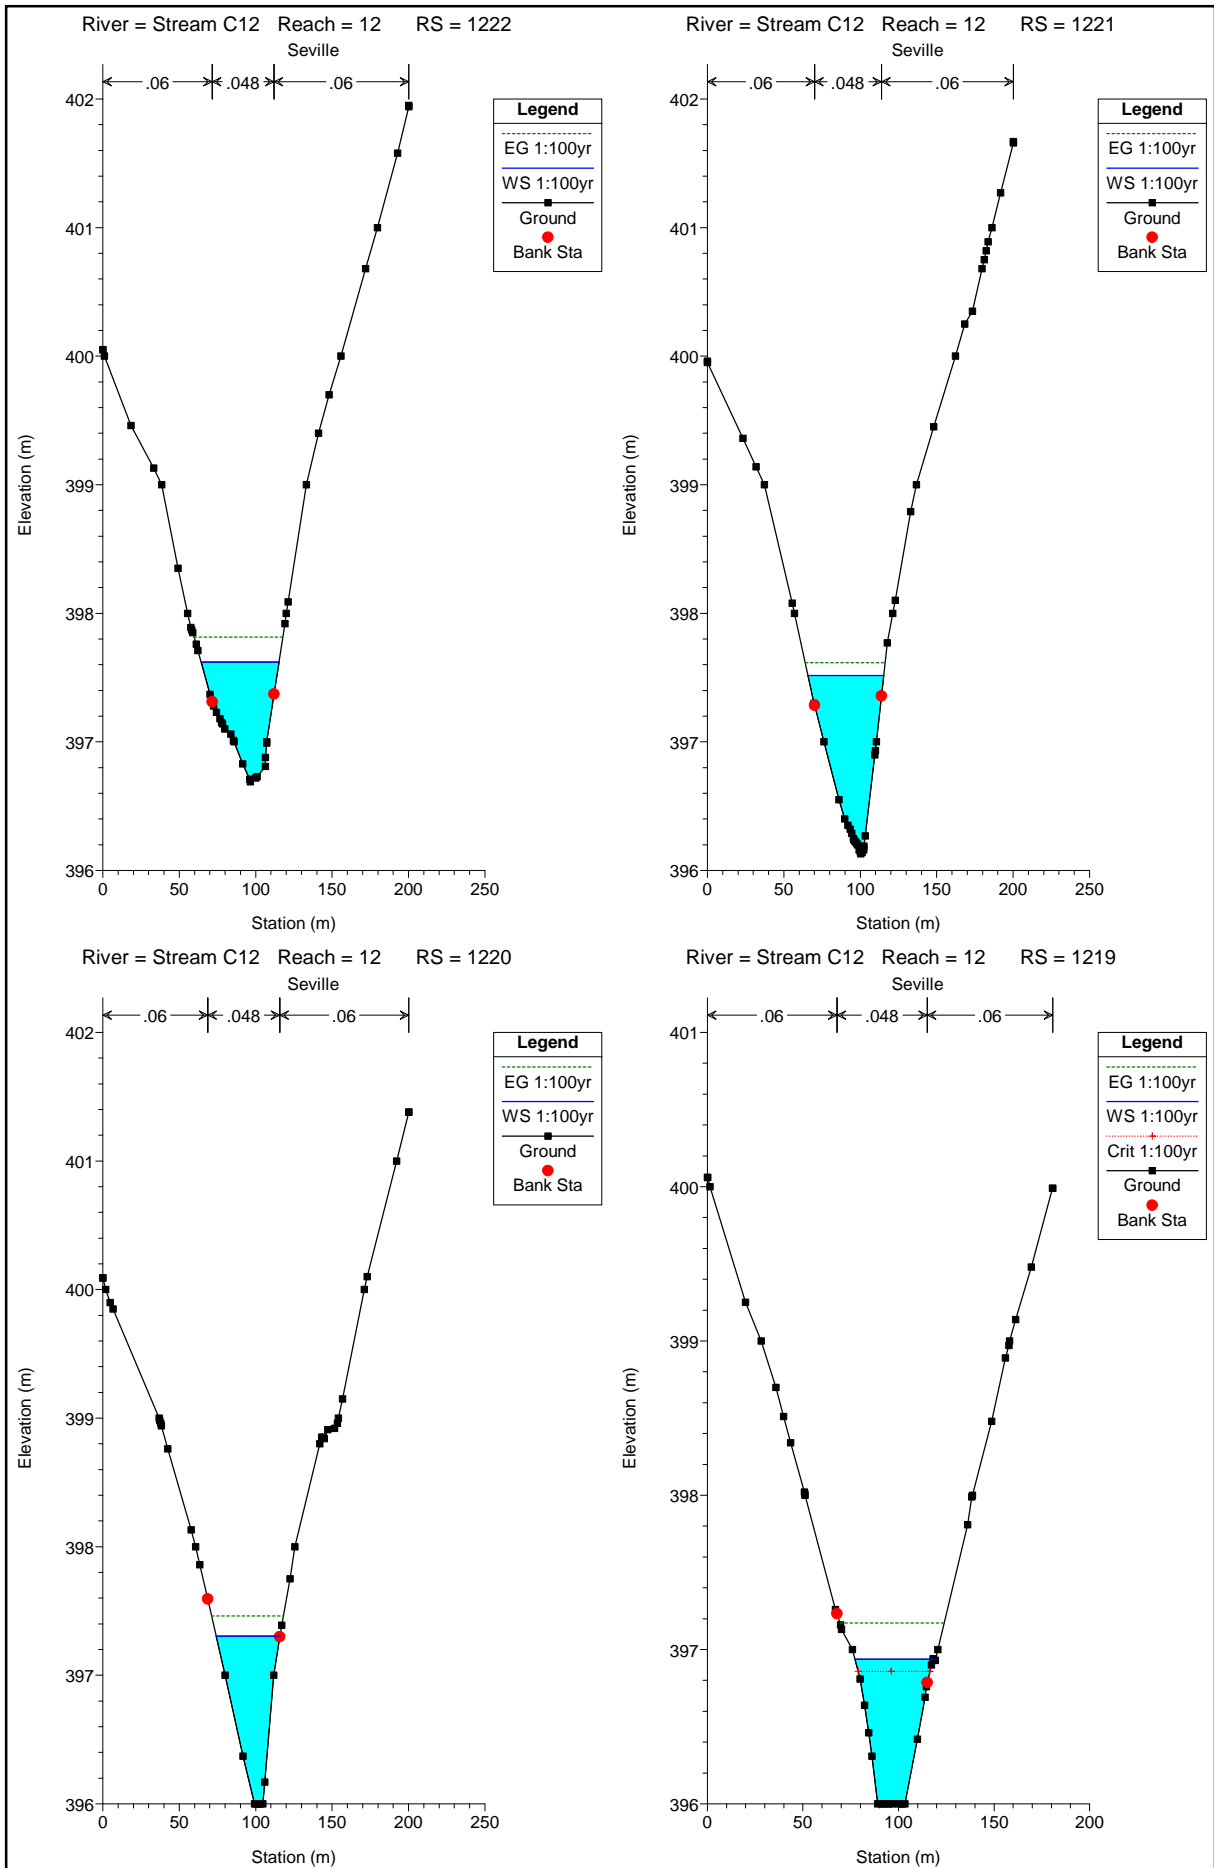 River = Stream C12 Reach = 12 RS = 1222
Seville
.06 .048 .06
402
401
400
399
398
397
396
0 50 100 150 200 250
Station (m)
Elevation (m)
Legend
EG 1:100yr
WS 1:100yr
Ground
Bank Sta
River = Stream C12 Reach = 12 RS = 1221
Seville
.06 .048 .06
402
401
400
399
398
397
396
0 50 100 150 200 250
Station (m)
Elevation (m)
Legend
EG 1:100yr
WS 1:100yr
Ground
Bank Sta
River = Stream C12 Reach = 12 RS = 1220
Seville
.06 .048 .06
402
401
400
399
398
397
396
0 50 100 150 200 250
Station (m)
Elevation (m)
Legend
EG 1:100yr
WS 1:100yr
Ground
Bank Sta
River = Stream C12 Reach = 12 RS = 1219
Seville
.06 .048 .06
401
400
399
398
397
396
0 50 100 150 200
Station (m)
Elevation (m)
Legend
EG 1:100yr
WS 1:100yr
Crit 1:100yr
Ground
Bank Sta